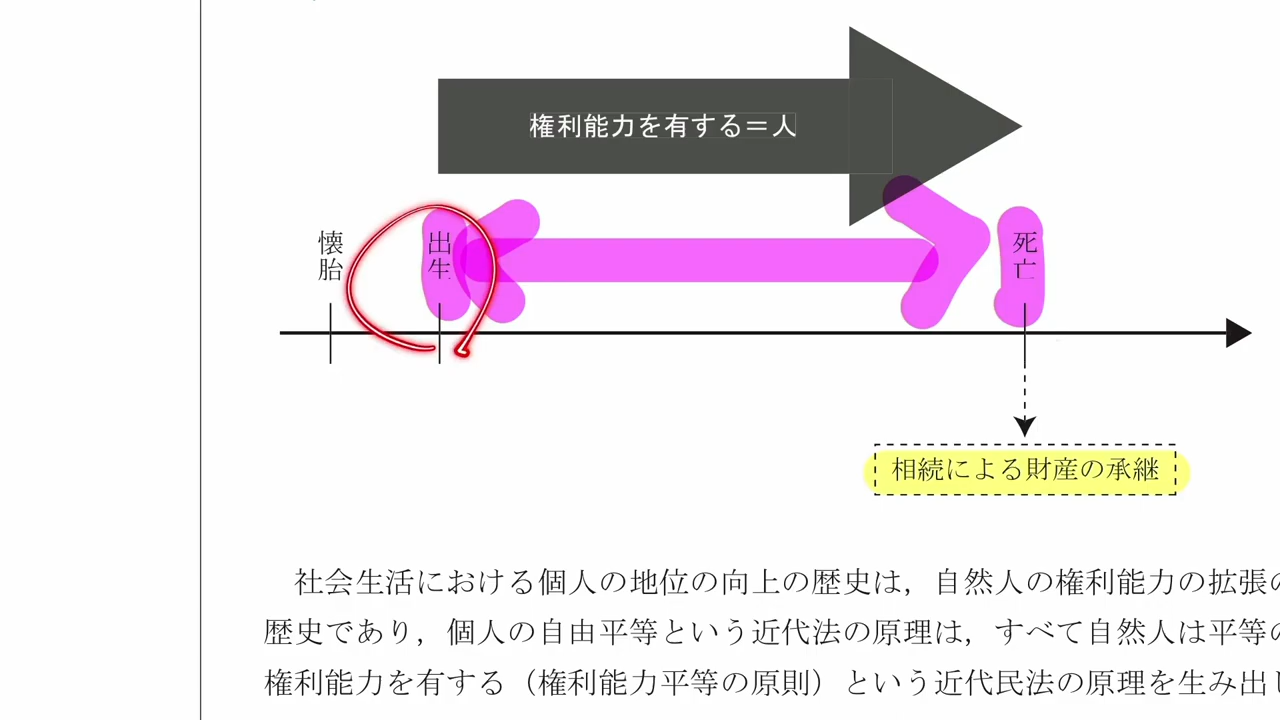 権利能力を有する＝人
懐胎
出生
死亡
相続による財産の承継
社会生活における個人の地位の向上の歴史は，自然人の権利能力の拡張の
歴史であり，個人の自由平等という近代法の原理は，すべて自然人は平等の
権利能力を有する（権利能力平等の原則）という近代民法の原理を生み出し